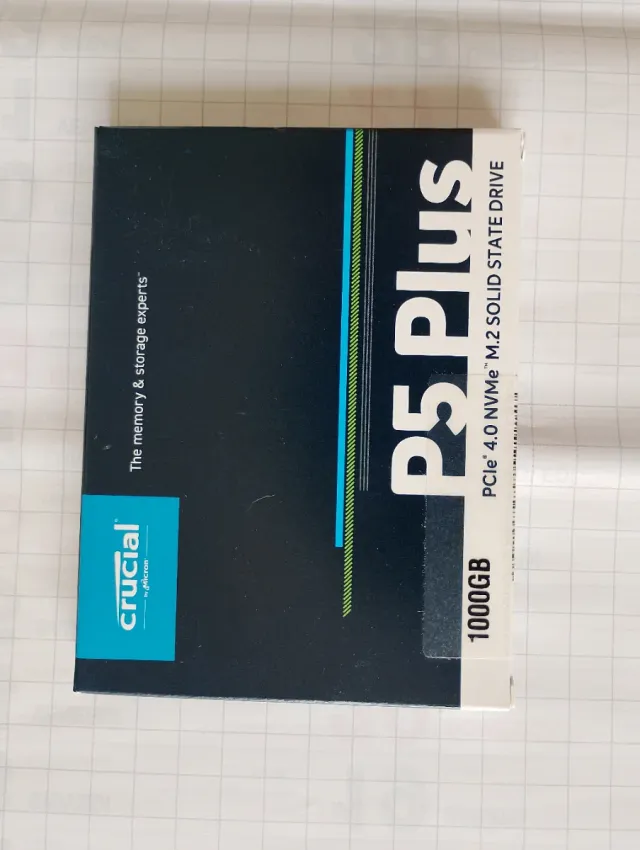 crucial
by Micron
The memory & storage experts™
P5 Plus
1000GB
PCIe® 4.0 NVMe™ M.2 SOLID STATE DRIVE